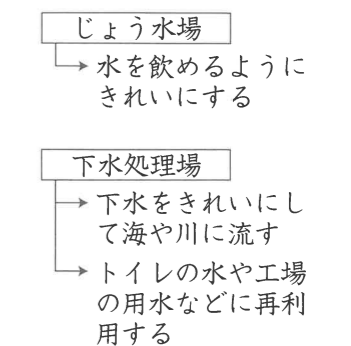 じょう水場
水を飲めるように
きれいにする
下水処理場
下水をきれいにし
て海や川に流す
トイレの水や工場
の用水などに再利
用する